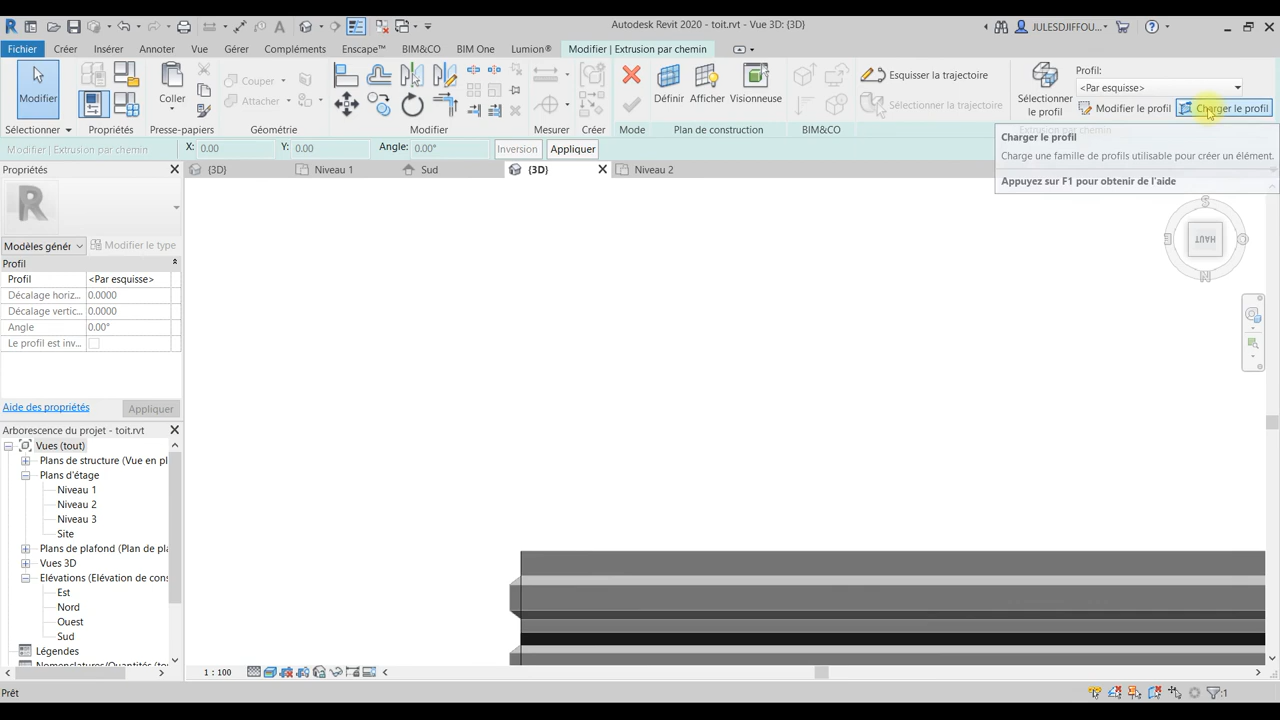 Autodesk Revit 2020 - toit.rvt - Vue 3D: {3D}
JULESDJIFFOU...
Fichier Créer Insérer Annoter Vue Gérer Compléments Enscape™ BIM&CO BIM One Lumion® Modifier | Extrusion par chemin
Modifier
Coller
Couper
Attacher
Définir
Afficher
Visionneuse
Esquisser la trajectoire
Sélectionner la trajectoire
Sélectionner
le profil
Profil:
<Par esquisse>
Modifier le profil
Charger le profil
Sélectionner Propriétés Presse-papiers Géométrie Modifier Mesurer Créer Mode Plan de construction BIM&CO Extrusion par chemin
Charger le profil
Charge une famille de profils utilisable pour créer un élément.
Appuyez sur F1 pour obtenir de l'aide
Modifier | Extrusion par chemin X: 0.00 Y: 0.00 Angle: 0.00° Inversion Appliquer
Propriétés
{3D} Niveau 1 Sud {3D} Niveau 2
R
Modèles génér
Modifier le type
Profil
Profil <Par esquisse>
Décalage horiz... 0.0000
Décalage vertic... 0.0000
Angle 0.00°
Le profil est inv...
Aide des propriétés Appliquer
Arborescence du projet - toit.rvt
Vues (tout)
Plans de structure (Vue en pl
Plans d'étage
Niveau 1
Niveau 2
Niveau 3
Site
Plans de plafond (Plan de pla
Vues 3D
Elévations (Elévation de cons
Est
Nord
Ouest
Sud
Légendes
Nomenclatures/Quantités (to
S
E
HAUT
O
N
1 : 100
Prêt
:1